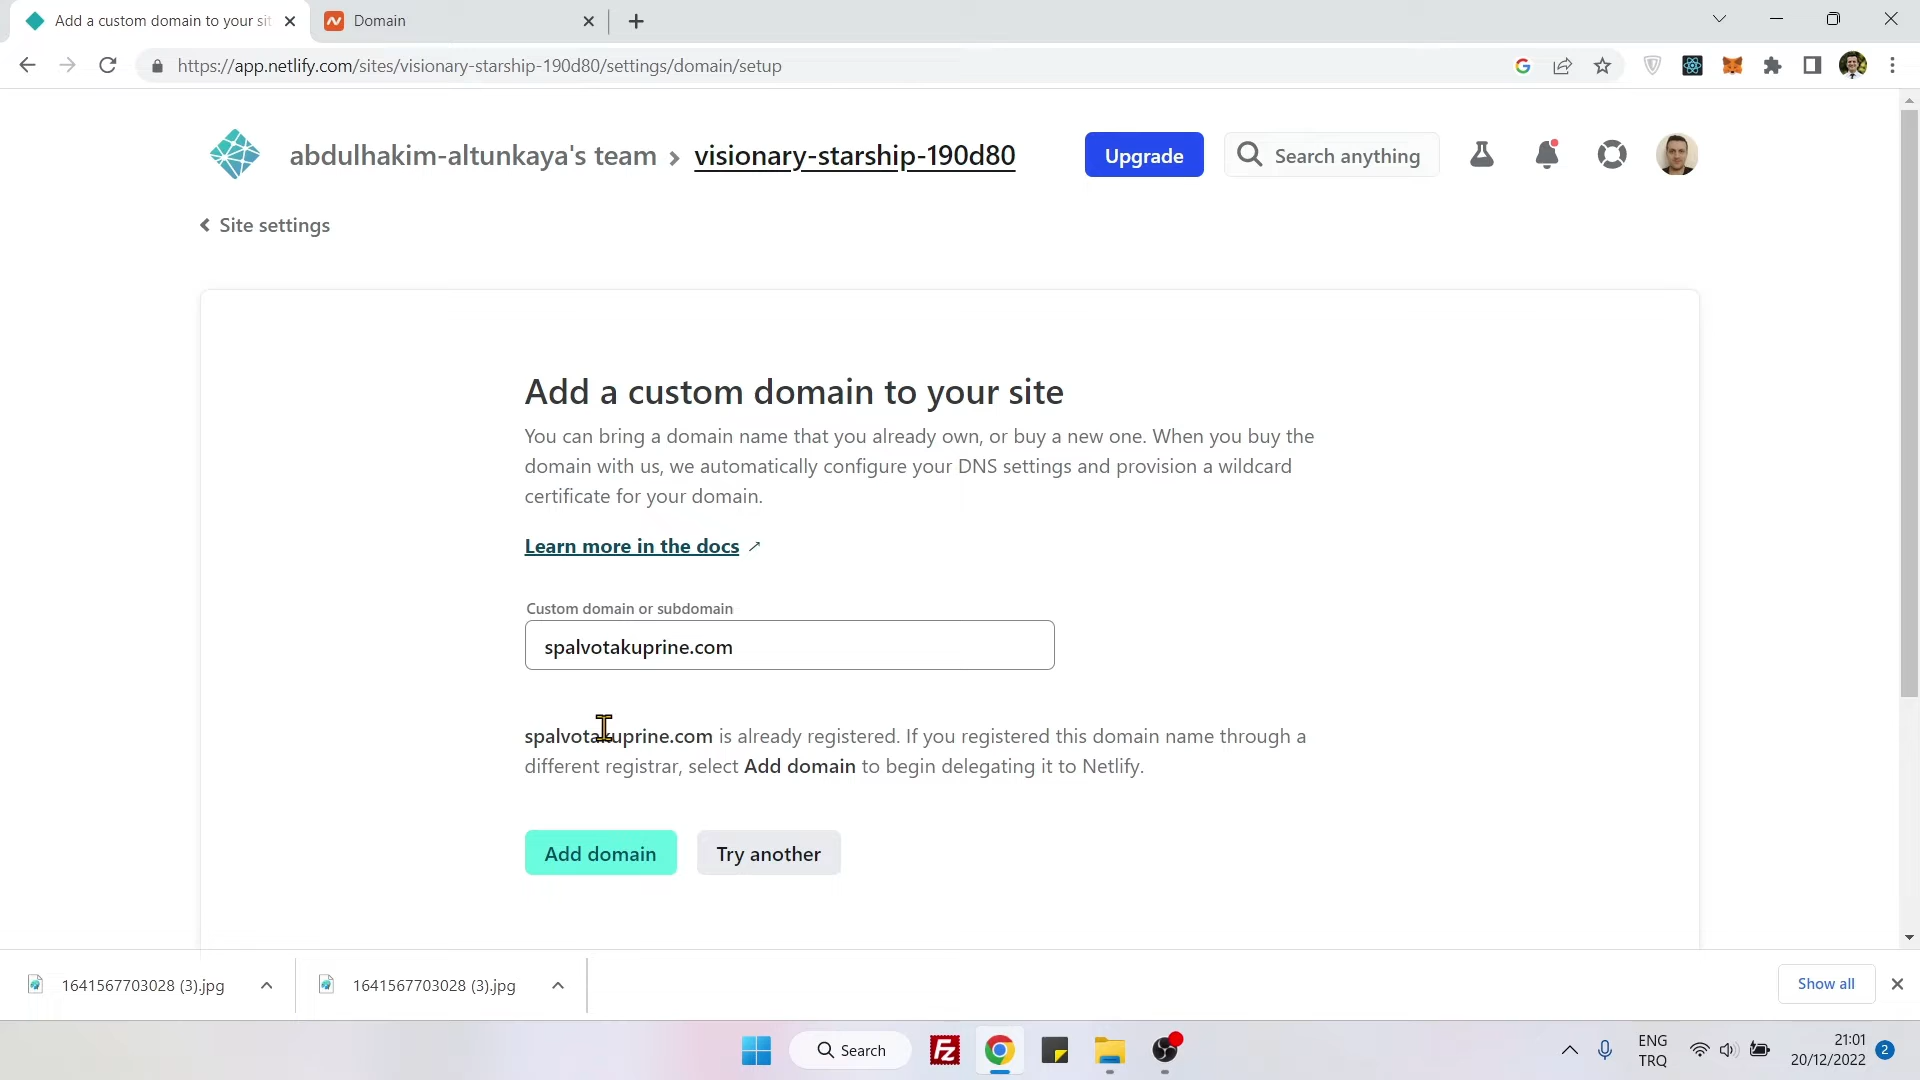 Add a custom domain to your sit
Domain
https://app.netlify.com/sites/visionary-starship-190d80/settings/domain/setup
abdulhakim-altunkaya's team
visionary-starship-190d80
Upgrade
Search anything
Site settings
Add a custom domain to your site
You can bring a domain name that you already own, or buy a new one. When you buy the
domain with us, we automatically configure your DNS settings and provision a wildcard
certificate for your domain.
Learn more in the docs
Custom domain or subdomain
spalvotakuprine.com
spalvotakuprine.com is already registered. If you registered this domain name through a
different registrar, select Add domain to begin delegating it to Netlify.
Add domain
Try another
1641567703028 (3).jpg
1641567703028 (3).jpg
Show all
Search
ENG
TRQ
21:01
20/12/2022
2